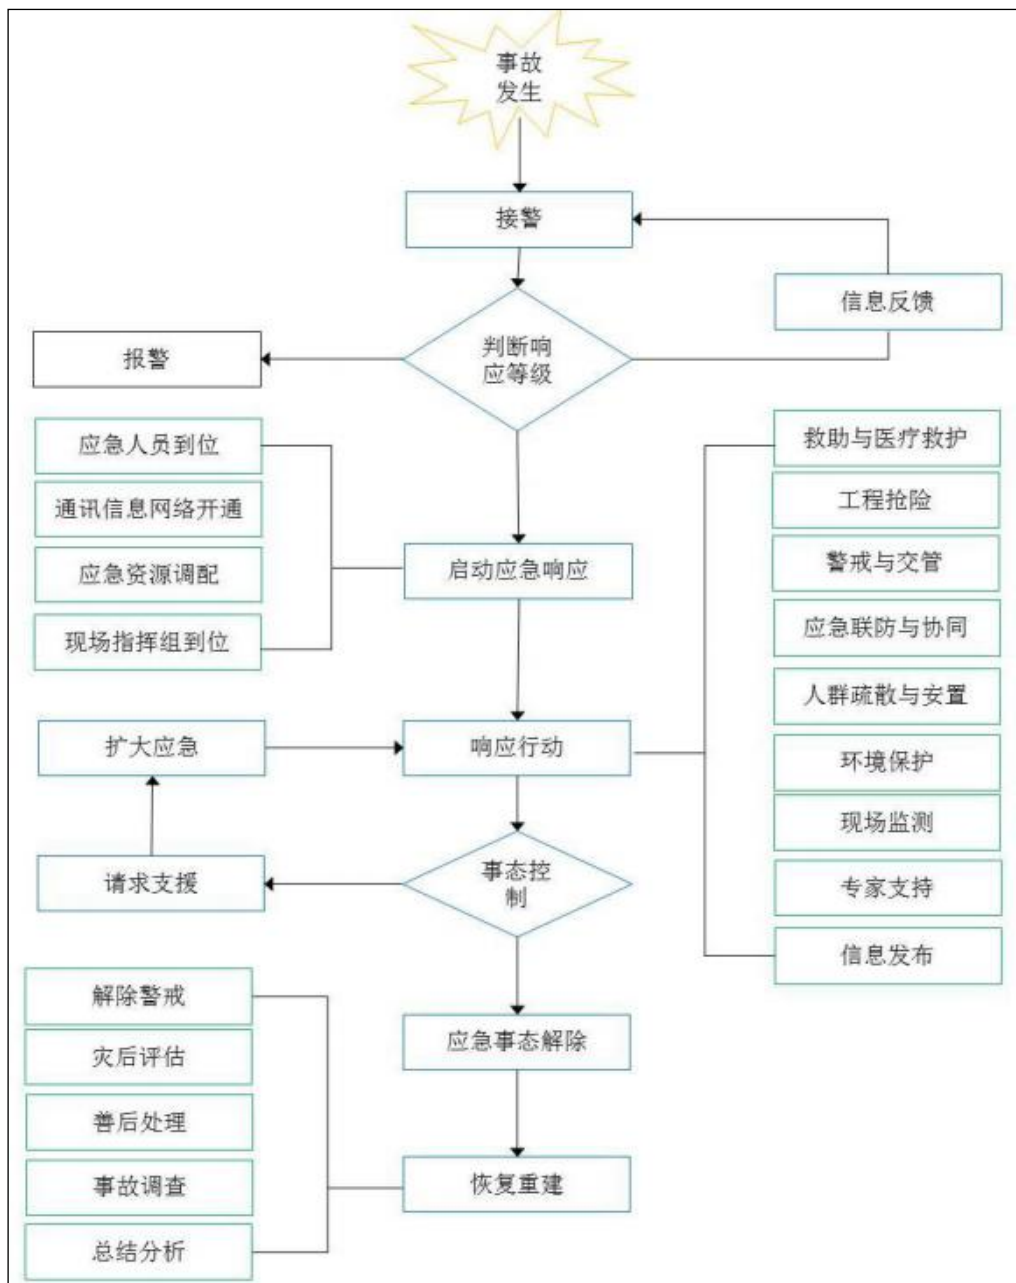 事故
发生
接警
信息反馈
判断响
应等级
报警
应急人员到位
通讯信息网络开通
应急资源调配
现场指挥组到位
启动应急响应
救助与医疗救护
工程抢险
警戒与交管
应急联防与协同
人群疏散与安置
环境保护
现场监测
专家支持
信息发布
扩大应急
响应行动
请求支援
事态控
制
解除警戒
灾后评估
善后处理
事故调查
总结分析
应急事态解除
恢复重建